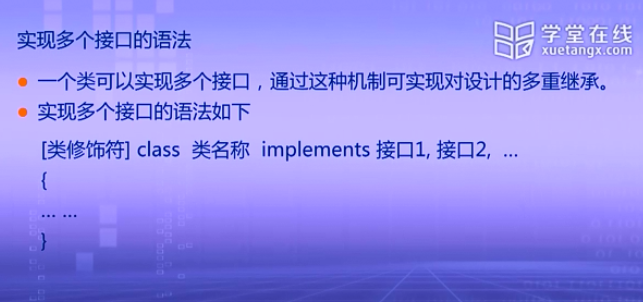 实现多个接口的语法
学堂在线
xuetangx.com
一个类可以实现多个接口，通过这种机制可实现对设计的多重继承。
实现多个接口的语法如下
[类修饰符] class 类名称 implements 接口1, 接口2, …
{
… …
}